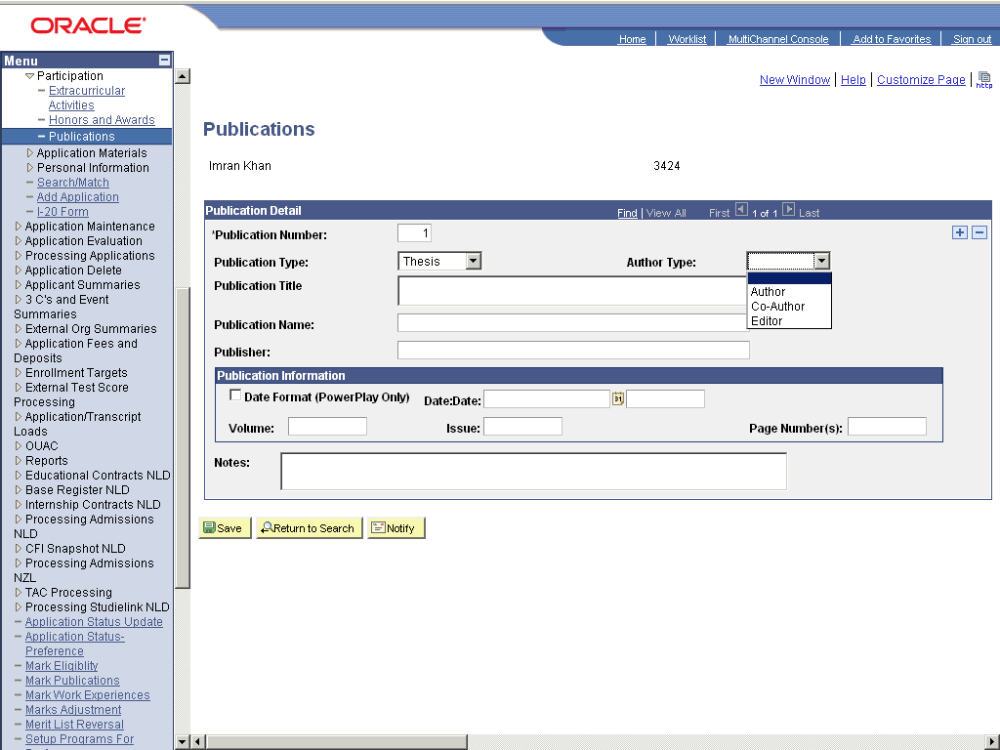 ORACLE®
Home
Worklist
MultiChannel Console
Add to Favorites
Sign out
Menu
Participation
Extracurricular
Activities
Honors and Awards
Publications
Application Materials
Personal Information
Search/Match
Add Application
I-20 Form
Application Maintenance
Application Evaluation
Processing Applications
Application Delete
Applicant Summaries
3 C's and Event
Summaries
External Org Summaries
Application Fees and
Deposits
Enrollment Targets
External Test Score
Processing
Application/Transcript
Loads
OUAC
Reports
Educational Contracts NLD
Base Register NLD
Internship Contracts NLD
Processing Admissions
NLD
CFI Snapshot NLD
Processing Admissions
NZL
TAC Processing
Processing Studielink NLD
Application Status Update
Application Status-
Preference
Mark Eligiblity
Mark Publications
Mark Work Experiences
Marks Adjustment
Merit List Reversal
Setup Programs For
New Window | Help | Customize Page |
http
Publications
Imran Khan 3424
Publication Detail Find | View All First 1 of 1 Last
*Publication Number: 1
Publication Type: Thesis Author Type:
Author
Co-Author
Editor
Publication Title
Publication Name:
Publisher:
Publication Information
Date Format (PowerPlay Only) Date:Date: 31
Volume: Issue: Page Number(s):
Notes:
Save Return to Search Notify